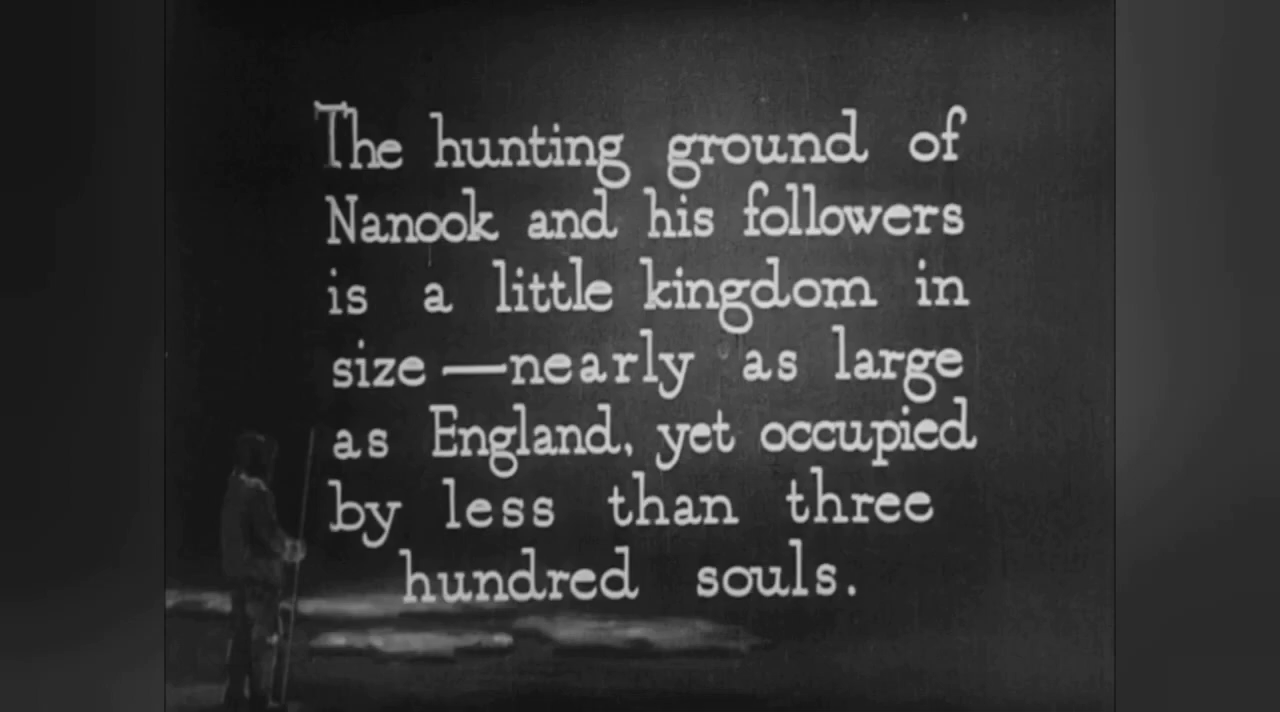 The hunting ground of
Nanook and his followers
is a little kingdom in
size —nearly as large
as England, yet occupied
by less than three
hundred souls.